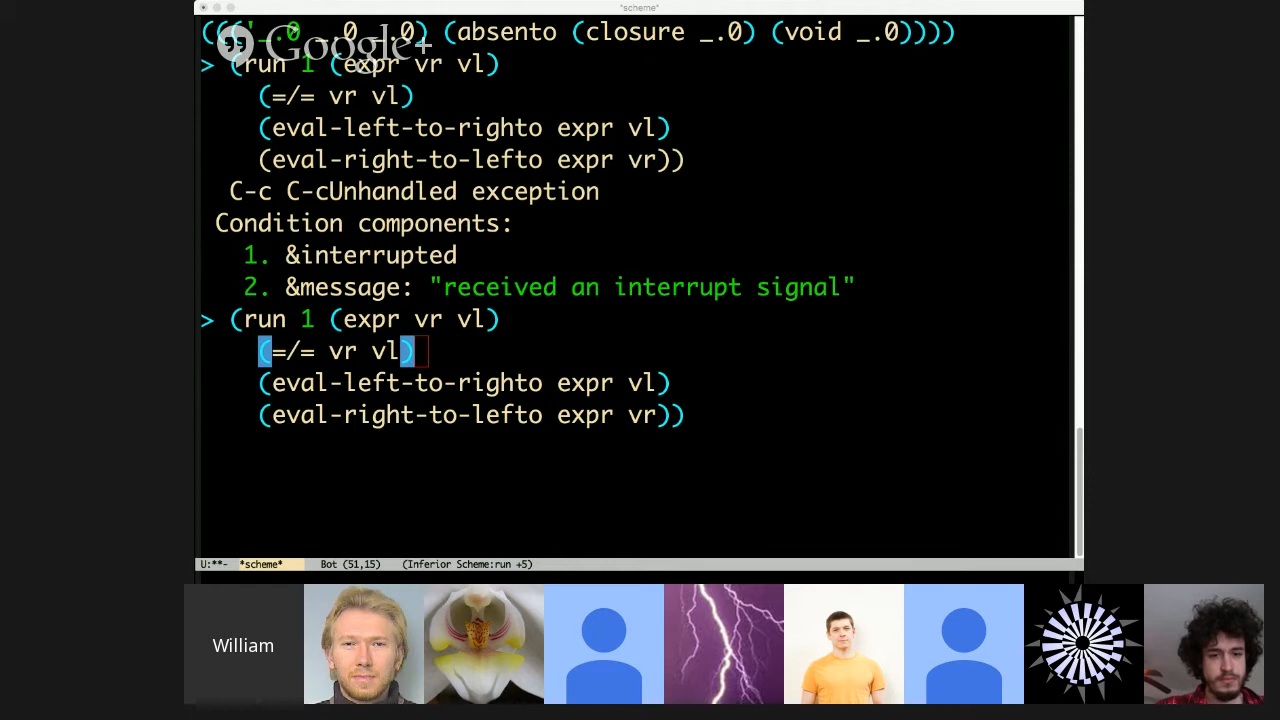 *scheme*
(((('_.0 _.0 _.0) (absento (closure _.0) (void _.0))))
Google+
> (run 1 (expr vr vl)
(=/= vr vl)
(eval-left-to-righto expr vl)
(eval-right-to-lefto expr vr))
C-c C-cUnhandled exception
Condition components:
1. &interrupted
2. &message: "received an interrupt signal"
> (run 1 (expr vr vl)
(=/= vr vl)
(eval-left-to-righto expr vl)
(eval-right-to-lefto expr vr))
U:**- *scheme* Bot (51,15) (Inferior Scheme:run +5)
William